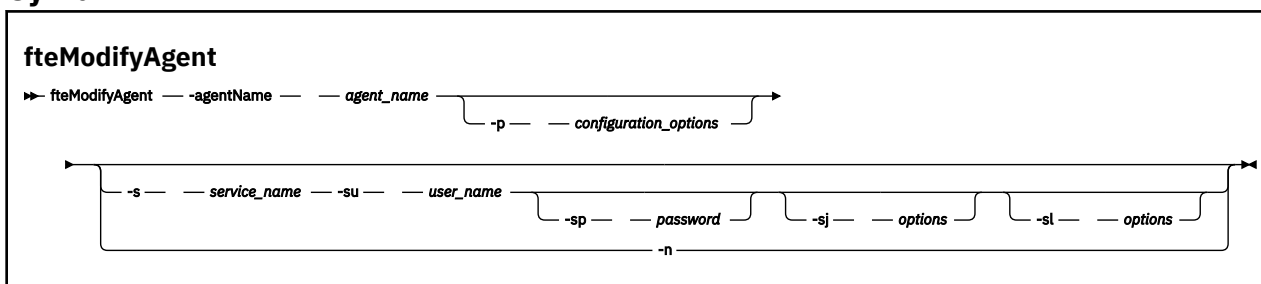 fteModifyAgent
fteModifyAgent -agentName agent_name
-p configuration_options
-s service_name -su user_name
-sp password -sj options -sl options
-n